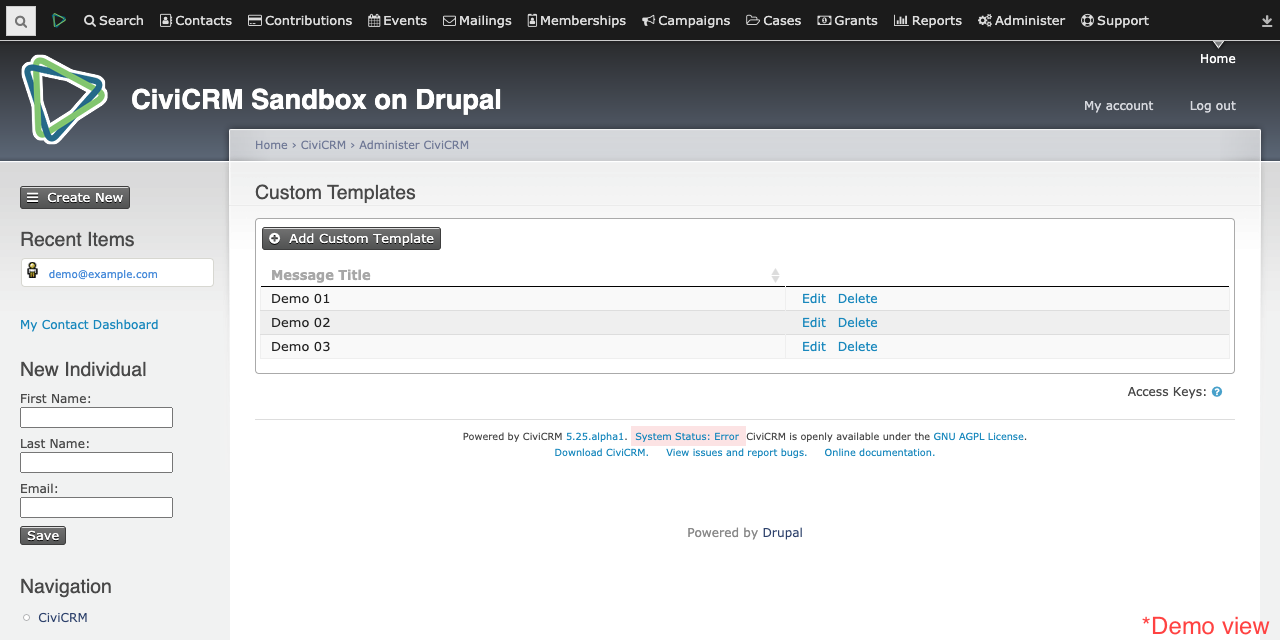 Search Contacts Contributions Events Mailings Memberships Campaigns Cases Grants Reports Administer Support
Home
CiviCRM Sandbox on Drupal
My account Log out
Home › CiviCRM › Administer CiviCRM
Create New
Recent Items
demo@example.com
My Contact Dashboard
New Individual
First Name:
Last Name:
Email:
Save
Navigation
CiviCRM
Custom Templates
Add Custom Template
Message Title
Demo 01 Edit Delete
Demo 02 Edit Delete
Demo 03 Edit Delete
Access Keys: ?
Powered by CiviCRM 5.25.alpha1. System Status: Error CiviCRM is openly available under the GNU AGPL License.
Download CiviCRM. View issues and report bugs. Online documentation.
Powered by Drupal
*Demo view